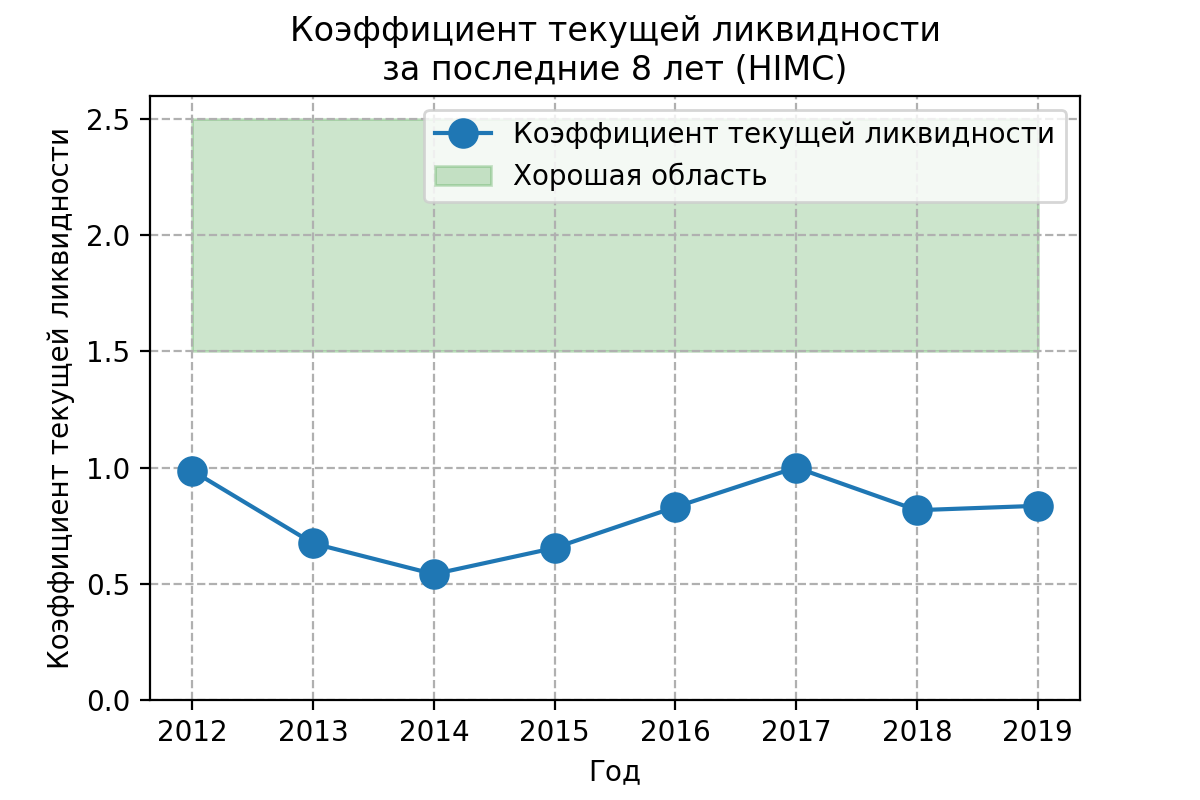 Коэффициент текущей ликвидности
за последние 8 лет (HIMC)
Коэффициент текущей ликвидности
Хорошая область
Коэффициент текущей ликвидности
2.5
2.0
1.5
1.0
0.5
0.0
2012 2013 2014 2015 2016 2017 2018 2019
Год